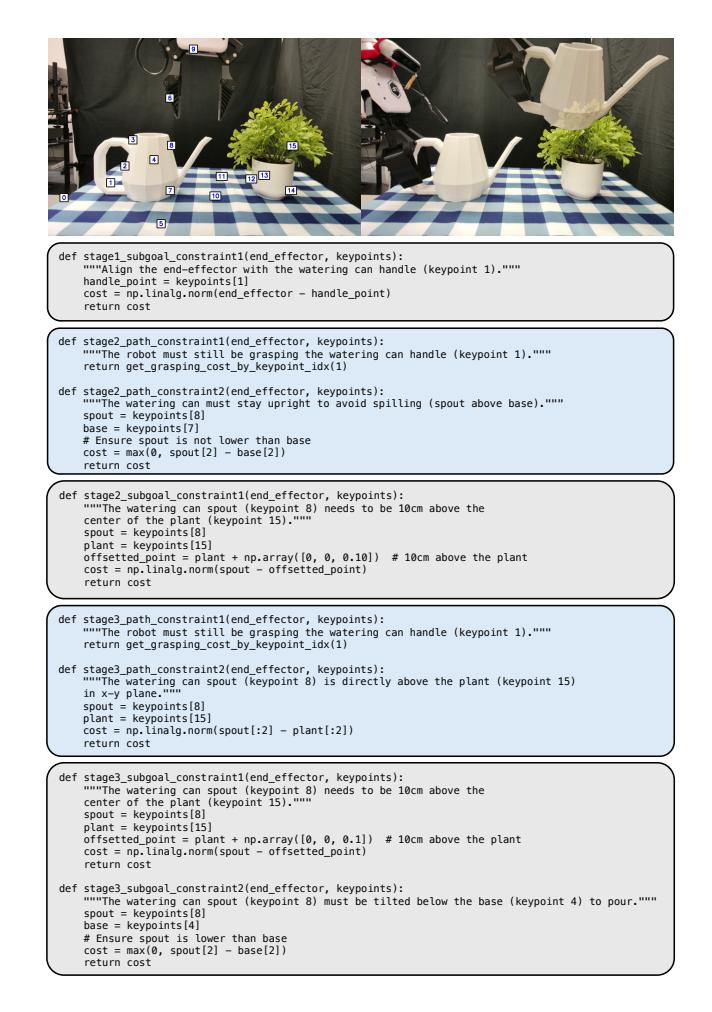 9
6
3
8
4
2
1
7
0
5
15
11
12
13
10
14
def stage1_subgoal_constraint1(end_effector, keypoints):
    """Align the end-effector with the watering can handle (keypoint 1)."""
    handle_point = keypoints[1]
    cost = np.linalg.norm(end_effector - handle_point)
    return cost
def stage2_path_constraint1(end_effector, keypoints):
    """The robot must still be grasping the watering can handle (keypoint 1)."""
    return get_grasping_cost_by_keypoint_idx(1)
def stage2_path_constraint2(end_effector, keypoints):
    """The watering can must stay upright to avoid spilling (spout above base)."""
    spout = keypoints[8]
    base = keypoints[7]
    # Ensure spout is not lower than base
    cost = max(0, spout[2] - base[2])
    return cost
def stage2_subgoal_constraint1(end_effector, keypoints):
    """The watering can spout (keypoint 8) needs to be 10cm above the
    center of the plant (keypoint 15)."""
    spout = keypoints[8]
    plant = keypoints[15]
    offsetted_point = plant + np.array([0, 0, 0.10])  # 10cm above the plant
    cost = np.linalg.norm(spout - offsetted_point)
    return cost
def stage3_path_constraint1(end_effector, keypoints):
    """The robot must still be grasping the watering can handle (keypoint 1)."""
    return get_grasping_cost_by_keypoint_idx(1)
def stage3_path_constraint2(end_effector, keypoints):
    """The watering can spout (keypoint 8) is directly above the plant (keypoint 15)
    in x-y plane."""
    spout = keypoints[8]
    plant = keypoints[15]
    cost = np.linalg.norm(spout[:2] - plant[:2])
    return cost
def stage3_subgoal_constraint1(end_effector, keypoints):
    """The watering can spout (keypoint 8) needs to be 10cm above the
    center of the plant (keypoint 15)."""
    spout = keypoints[8]
    plant = keypoints[15]
    offsetted_point = plant + np.array([0, 0, 0.1])  # 10cm above the plant
    cost = np.linalg.norm(spout - offsetted_point)
    return cost
def stage3_subgoal_constraint2(end_effector, keypoints):
    """The watering can spout (keypoint 8) must be tilted below the base (keypoint 4) to pour."""
    spout = keypoints[8]
    base = keypoints[4]
    # Ensure spout is lower than base
    cost = max(0, spout[2] - base[2])
    return cost